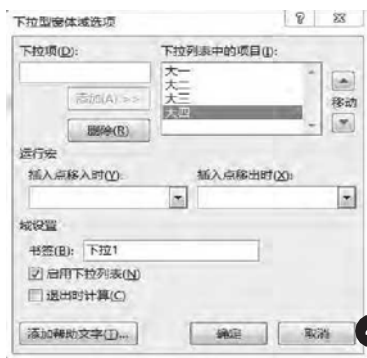 下拉型窗体域选项
下拉项(D):
下拉列表中的项目(I):
大一
大二
大三
大四
添加(A) >>
移动
删除(R)
运行宏
插入点移入时(Y):
插入点移出时(X):
域设置
书签(B): 下拉1
启用下拉列表(N)
退出时计算(C)
添加帮助文字(T)...
确定
取消